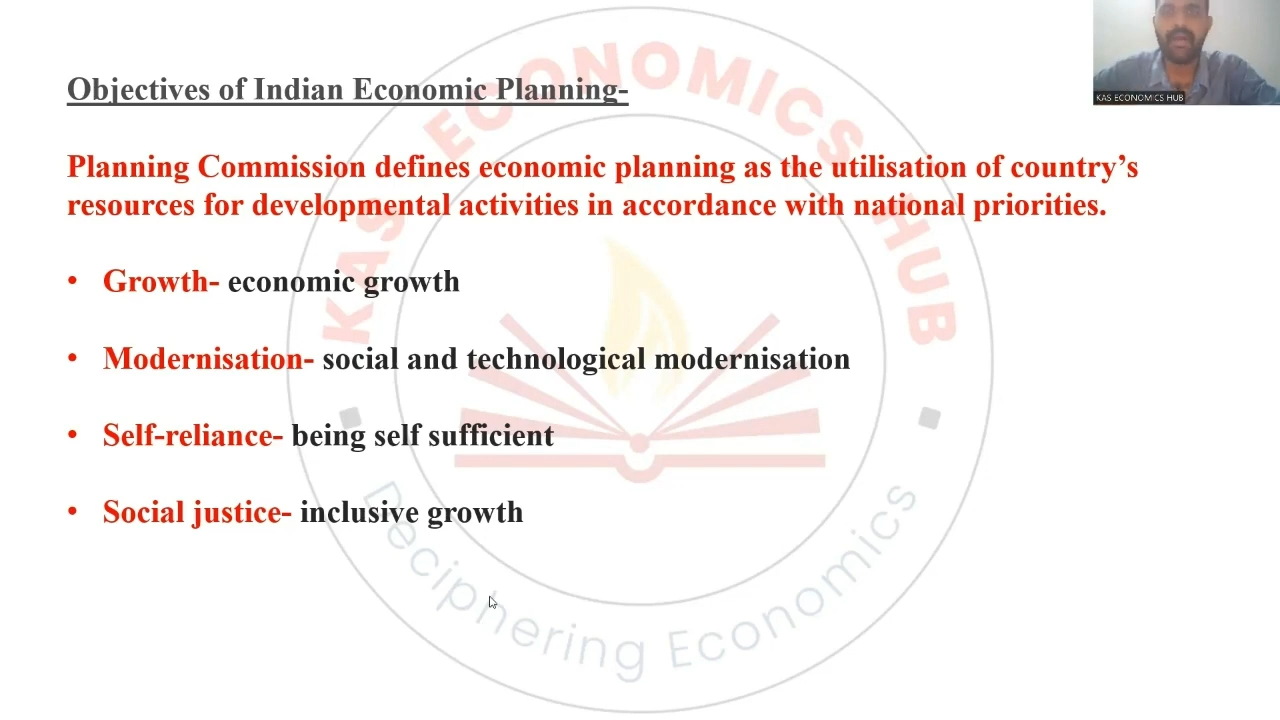 Objectives of Indian Economic Planning-
Planning Commission defines economic planning as the utilisation of country’s
resources for developmental activities in accordance with national priorities.
• Growth- economic growth
• Modernisation- social and technological modernisation
• Self-reliance- being self sufficient
• Social justice- inclusive growth
KAS ECONOMICS HUB
Deciphering Economics
KAS ECONOMICS HUB